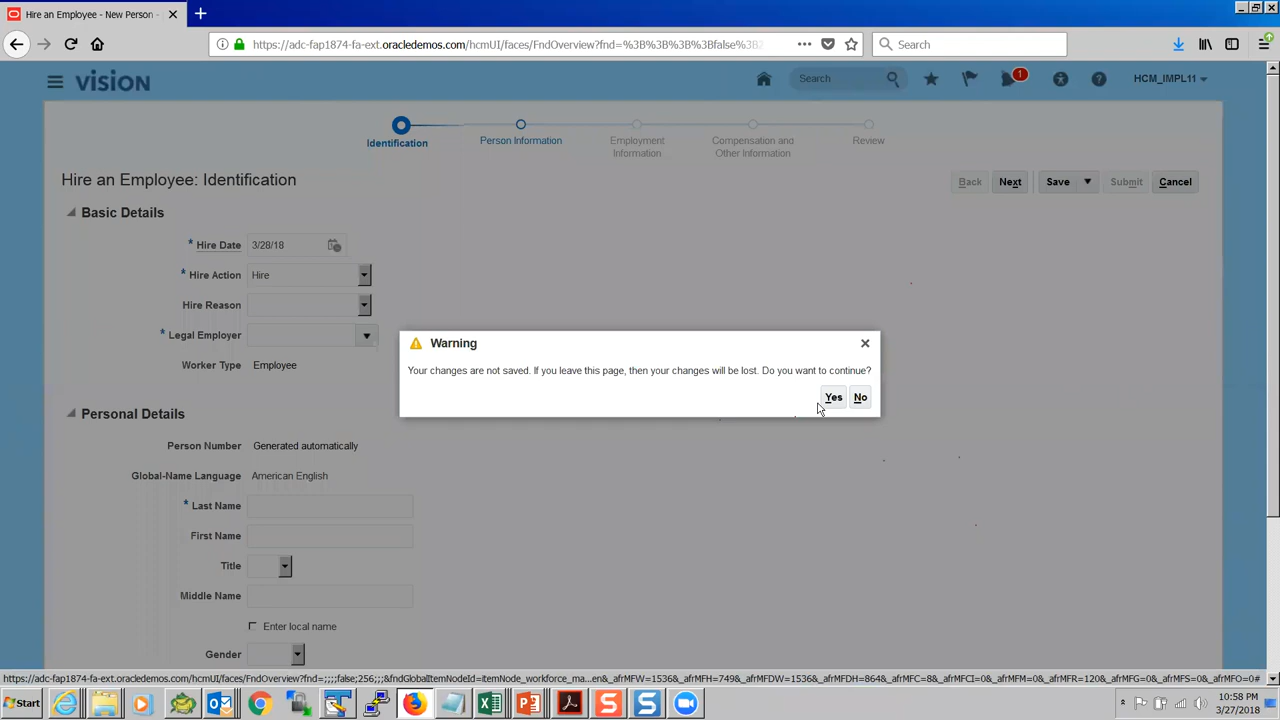 Hire an Employee - New Person -
https://adc-fap1874-fa-ext.oracledemos.com/hcmUI/faces/FndOverview?fnd=%3B%3B%3B%3Bfalse%3B2
Search
vision
Search
1
HCM_IMPL11
Identification
Person Information
Employment Information
Compensation and Other Information
Review
Hire an Employee: Identification
Back
Next
Save
Submit
Cancel
Basic Details
* Hire Date 3/28/18
* Hire Action Hire
Hire Reason
* Legal Employer
Worker Type Employee
Warning
Your changes are not saved. If you leave this page, then your changes will be lost. Do you want to continue?
Yes No
Personal Details
Person Number Generated automatically
Global-Name Language American English
* Last Name
First Name
Title
Middle Name
Enter local name
Gender
https://adc-fap1874-fa-ext.oracledemos.com/hcmUI/faces/FndOverview?fnd=;;;;false;256;;;&fndGlobalItemNodeId=itemNode_workforce_ma...en&_afrMFW=1536&_afrMFH=749&_afrMFDW=1536&_afrMFDH=864&_afrMFC=8&_afrMFCI=0&_afrMFM=0&_afrMFR=120&_afrMFG=0&_afrMFS=0&_afrMFO=0#
Start
10:58 PM
3/27/2018